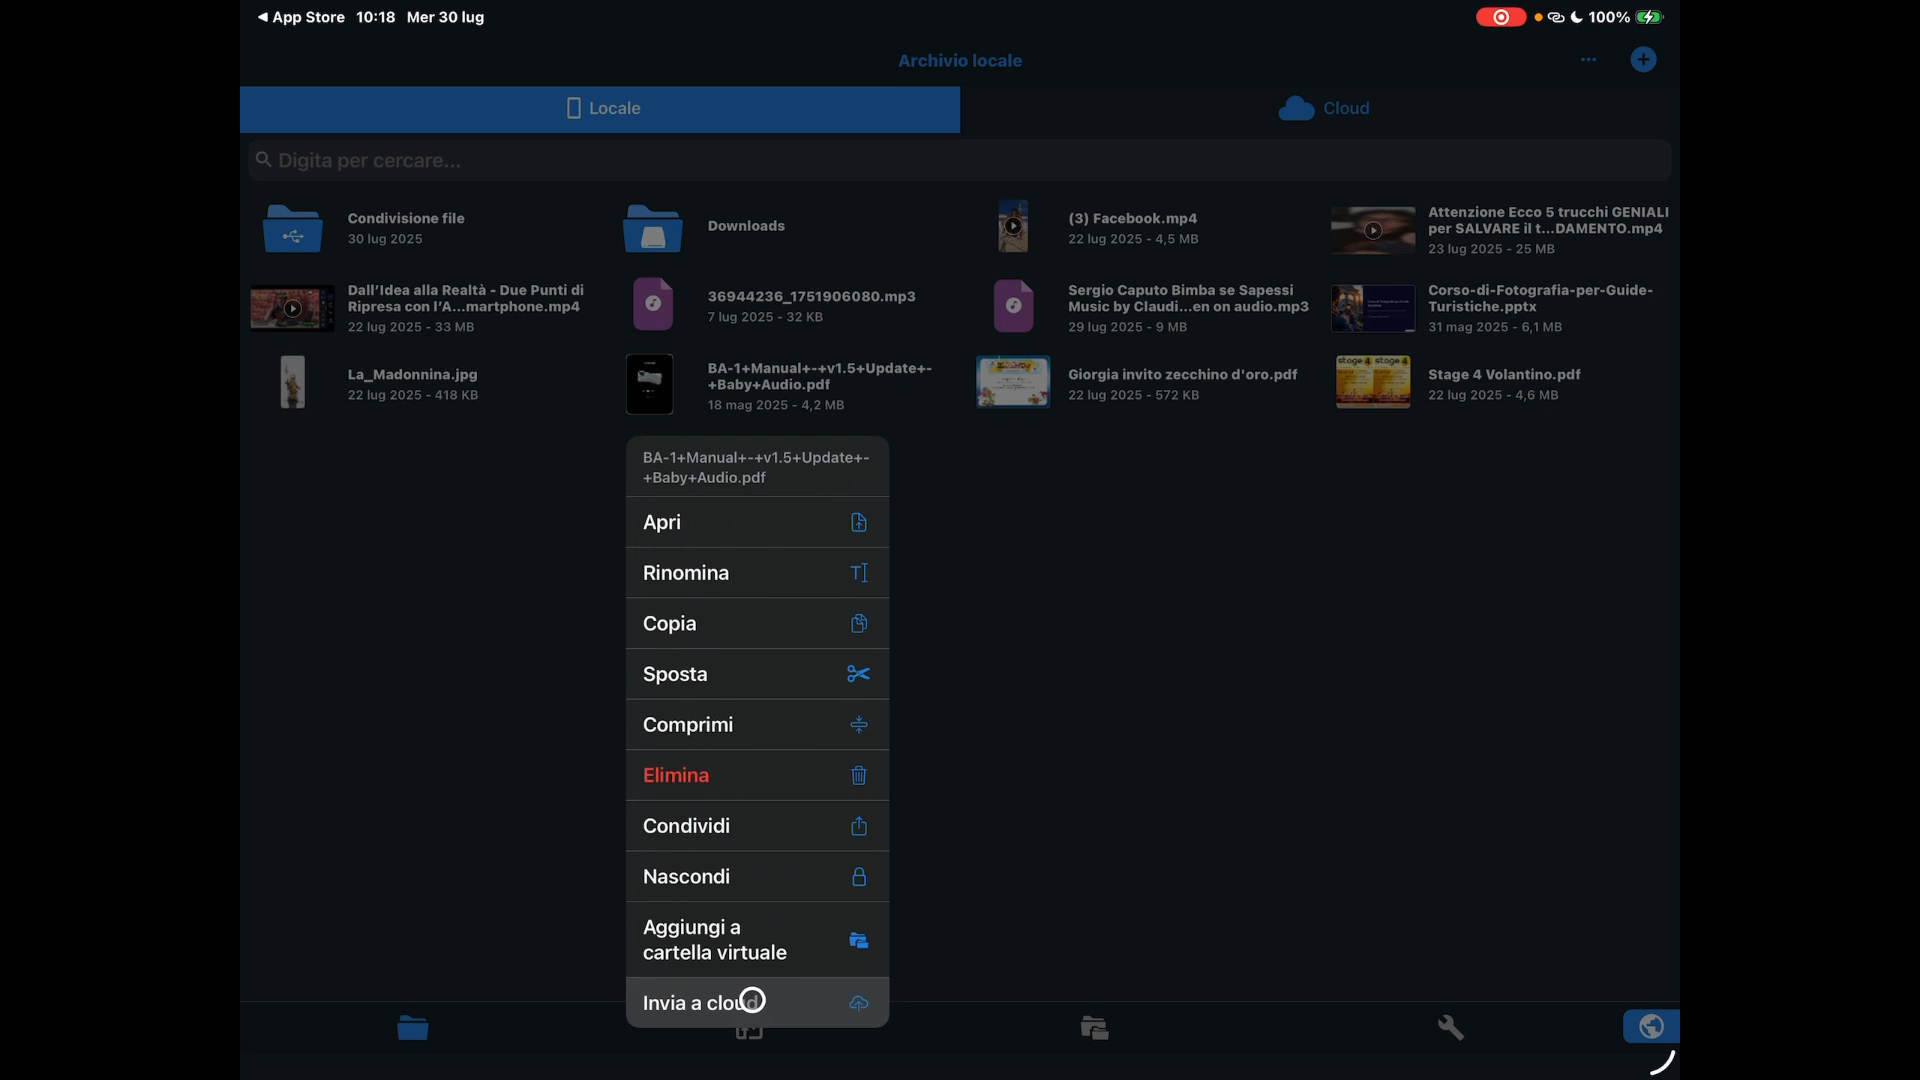 App Store 10:18 Mer 30 lug
100%
Archivio locale
Locale
Cloud
Digita per cercare...
Condivisione file
30 lug 2025
Downloads
(3) Facebook.mp4
22 lug 2025 - 4,5 MB
Attenzione Ecco 5 trucchi GENIALI
per SALVARE il t...DAMENTO.mp4
23 lug 2025 - 25 MB
Dall'Idea alla Realtà - Due Punti di
Ripresa con l'A...martphone.mp4
22 lug 2025 - 33 MB
36944236_1751906080.mp3
7 lug 2025 - 32 KB
Sergio Caputo Bimba se Sapessi
Music by Claudi...en on audio.mp3
29 lug 2025 - 9 MB
Corso-di-Fotografia-per-Guide-
Turistiche.pptx
31 mag 2025 - 6,1 MB
La_Madonnina.jpg
22 lug 2025 - 418 KB
BA-1+Manual+-+v1.5+Update+-
+Baby+Audio.pdf
18 mag 2025 - 4,2 MB
Giorgia invito zecchino d'oro.pdf
22 lug 2025 - 572 KB
stage 4 stage 4
Stage 4 Volantino.pdf
22 lug 2025 - 4,6 MB
BA-1+Manual+-+v1.5+Update+-
+Baby+Audio.pdf
Apri
Rinomina
Copia
Sposta
Comprimi
Elimina
Condividi
Nascondi
Aggiungi a
cartella virtuale
Invia a cloud